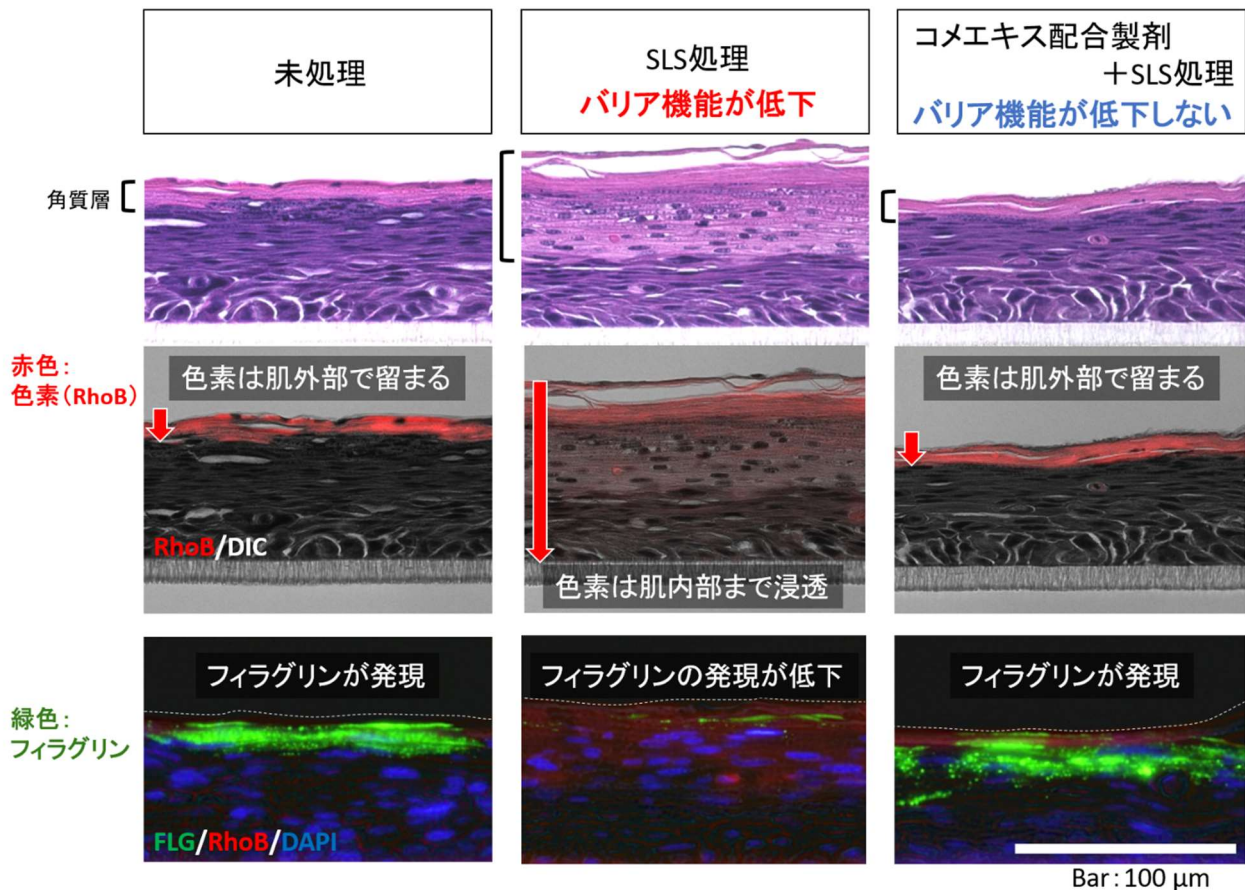 未処理
SLS処理
バリア機能が低下
コメエキス配合製剤
＋SLS処理
バリア機能が低下しない
角質層
赤色：
色素（RhoB）
色素は肌外部で留まる
色素は肌外部で留まる
RhoB/DIC
色素は肌内部まで浸透
緑色：
フィラグリン
フィラグリンが発現
フィラグリンの発現が低下
フィラグリンが発現
FLG/RhoB/DAPI
Bar：100 μm